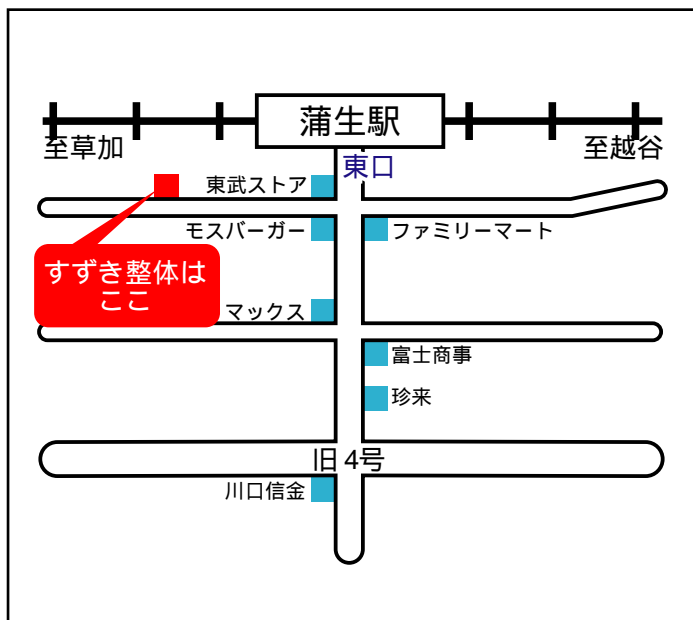 蒲生駅
至草加
至越谷
東口
東武ストア
モスバーガー
ファミリーマート
すずき整体は
ここ
マックス
富士商事
珍来
旧4号
川口信金